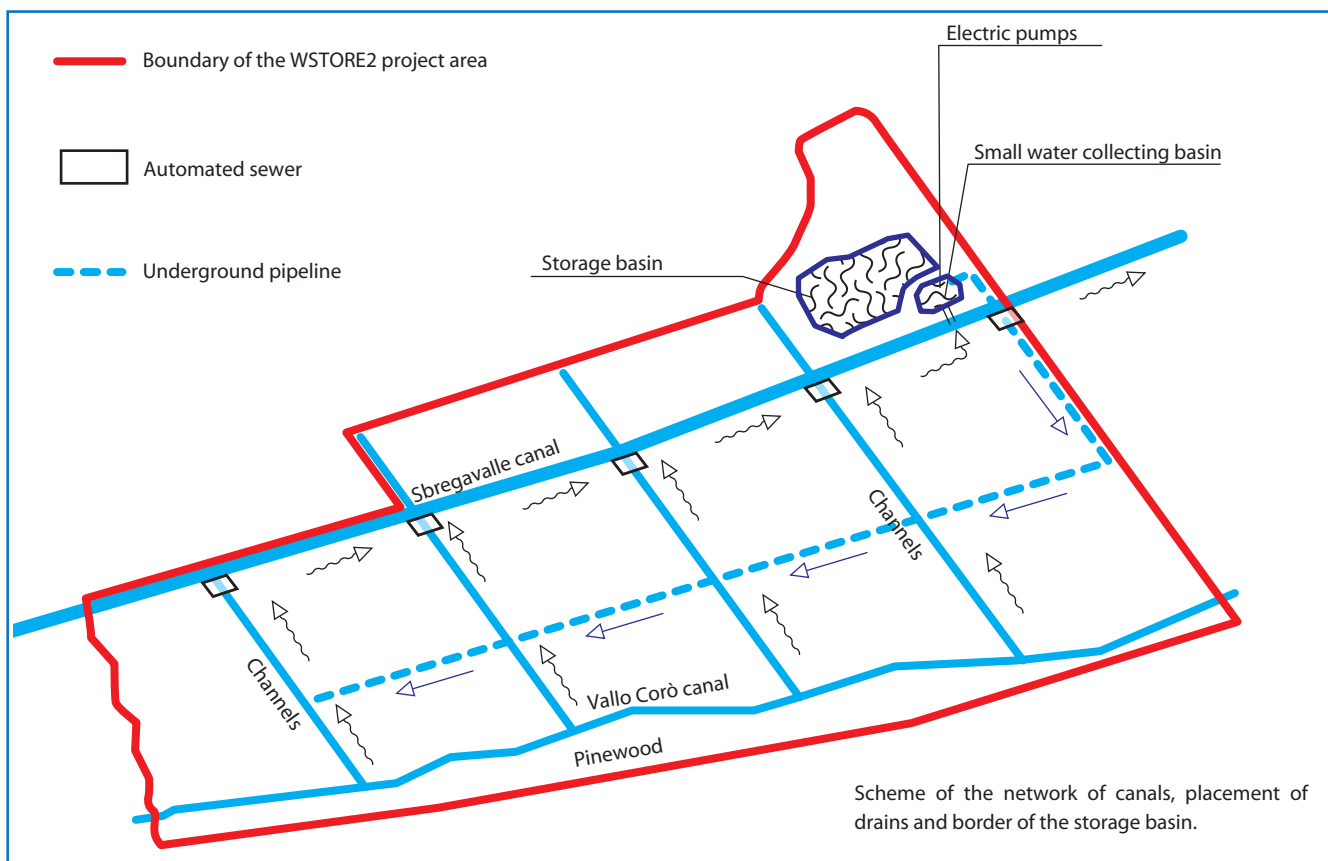 Electric pumps
Boundary of the WSTORE2 project area
Small water collecting basin
Automated sewer
Storage basin
Underground pipeline
Sbregavalle canal
Channels
Channels
Vallo Corò canal
Pinewood
Scheme of the network of canals, placement of
drains and border of the storage basin.